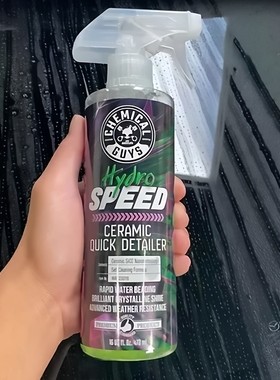 CHEMICAL
GUYS
Hydro
SPEED
CERAMIC
QUICK DETAILER
RAPID WATER BEADING
BRILLIANT CRYSTALLINE SHINE
ADVANCED WEATHER RESISTANCE